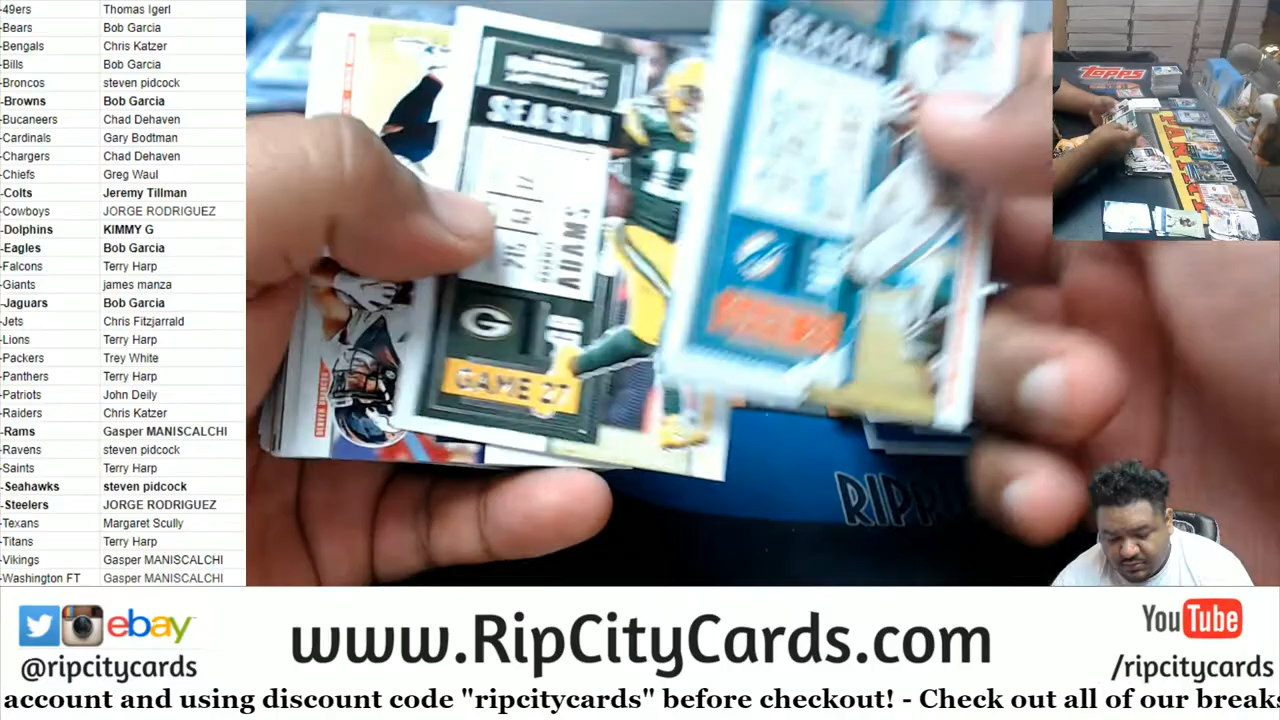 -49ers Thomas Igerl
-Bears Bob Garcia
-Bengals Chris Katzer
-Bills Bob Garcia
-Broncos steven pidcock
-Browns Bob Garcia
-Bucaneers Chad Dehaven
-Cardinals Gary Bodtman
-Chargers Chad Dehaven
-Chiefs Greg Waul
-Colts Jeremy Tillman
-Cowboys JORGE RODRIGUEZ
-Dolphins KIMMY G
-Eagles Bob Garcia
-Falcons Terry Harp
-Giants james manza
-Jaguars Bob Garcia
-Jets Chris Fitzjarrald
-Lions Terry Harp
-Packers Trey White
-Panthers Terry Harp
-Patriots John Deily
-Raiders Chris Katzer
-Rams Gasper MANISCALCHI
-Ravens steven pidcock
-Saints Terry Harp
-Seahawks steven pidcock
-Steelers JORGE RODRIGUEZ
-Texans Margaret Scully
-Titans Terry Harp
-Vikings Gasper MANISCALCHI
-Washington FT Gasper MANISCALCHI
SEASON
ADAMS
G
GAME 27
SEASON
DENVER BRONCOS
Topps
PANINI
ebay
@ripcitycards
www.RipCityCards.com
YouTube
/ripcitycards
account and using discount code "ripcitycards" before checkout! - Check out all of our breaks